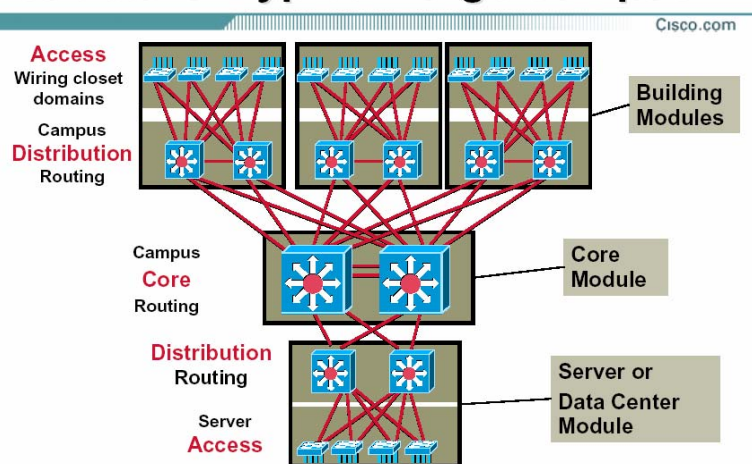 Cisco.com
Access
Wiring closet
domains
Campus
Distribution
Routing
Building
Modules
Campus
Core
Routing
Core
Module
Distribution
Routing
Server
Access
Server or
Data Center
Module